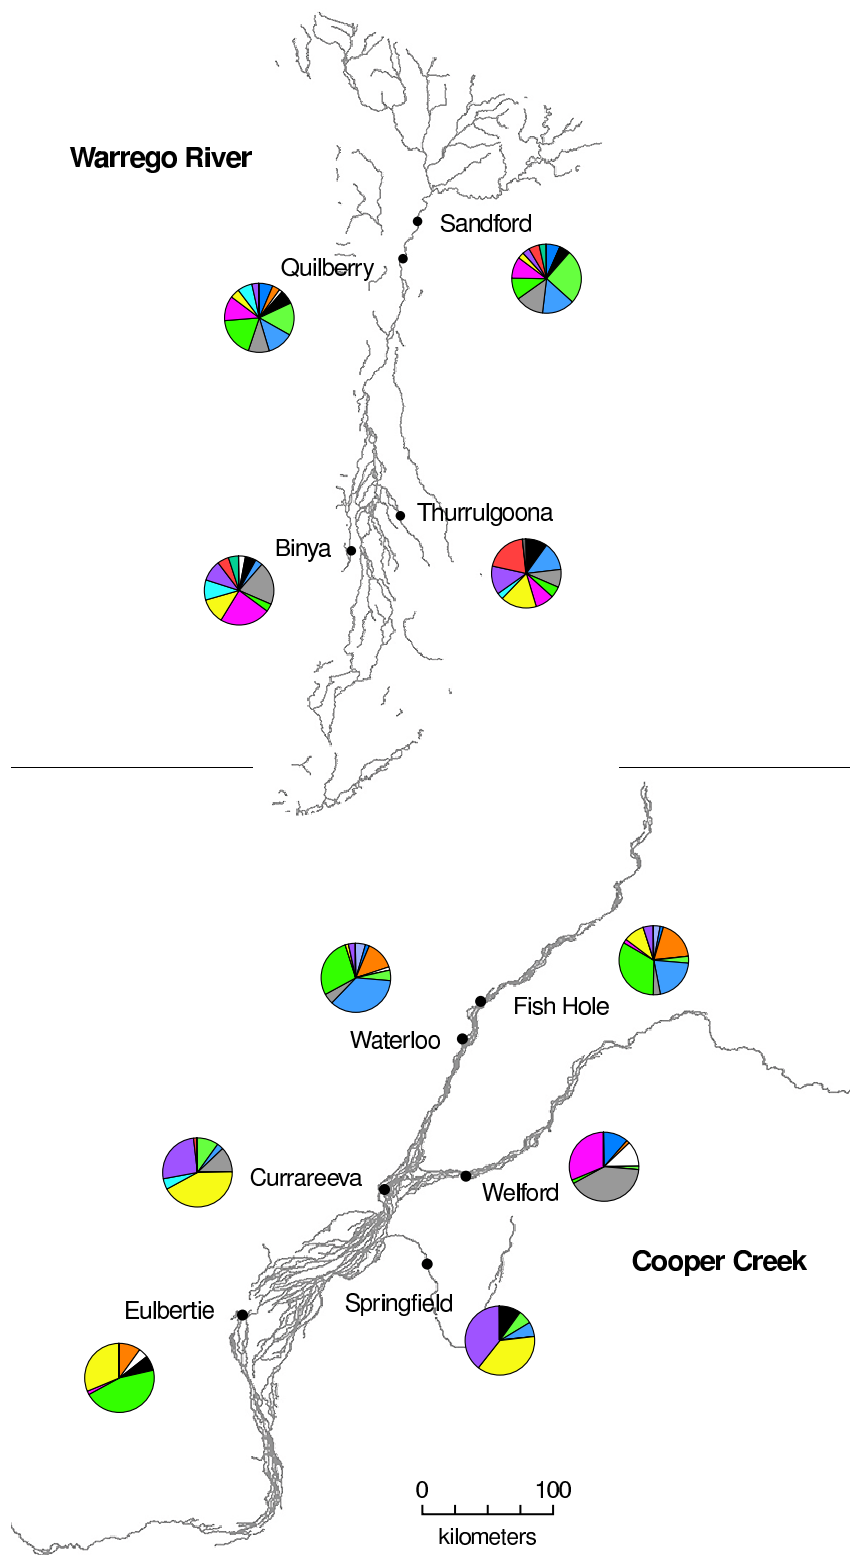 Warrego River
Sandford
Quilberry
Thurrulgoona
Binya
Fish Hole
Waterloo
Currareeva
Welford
Cooper Creek
Springfield
Eulbertie
0 100
kilometers